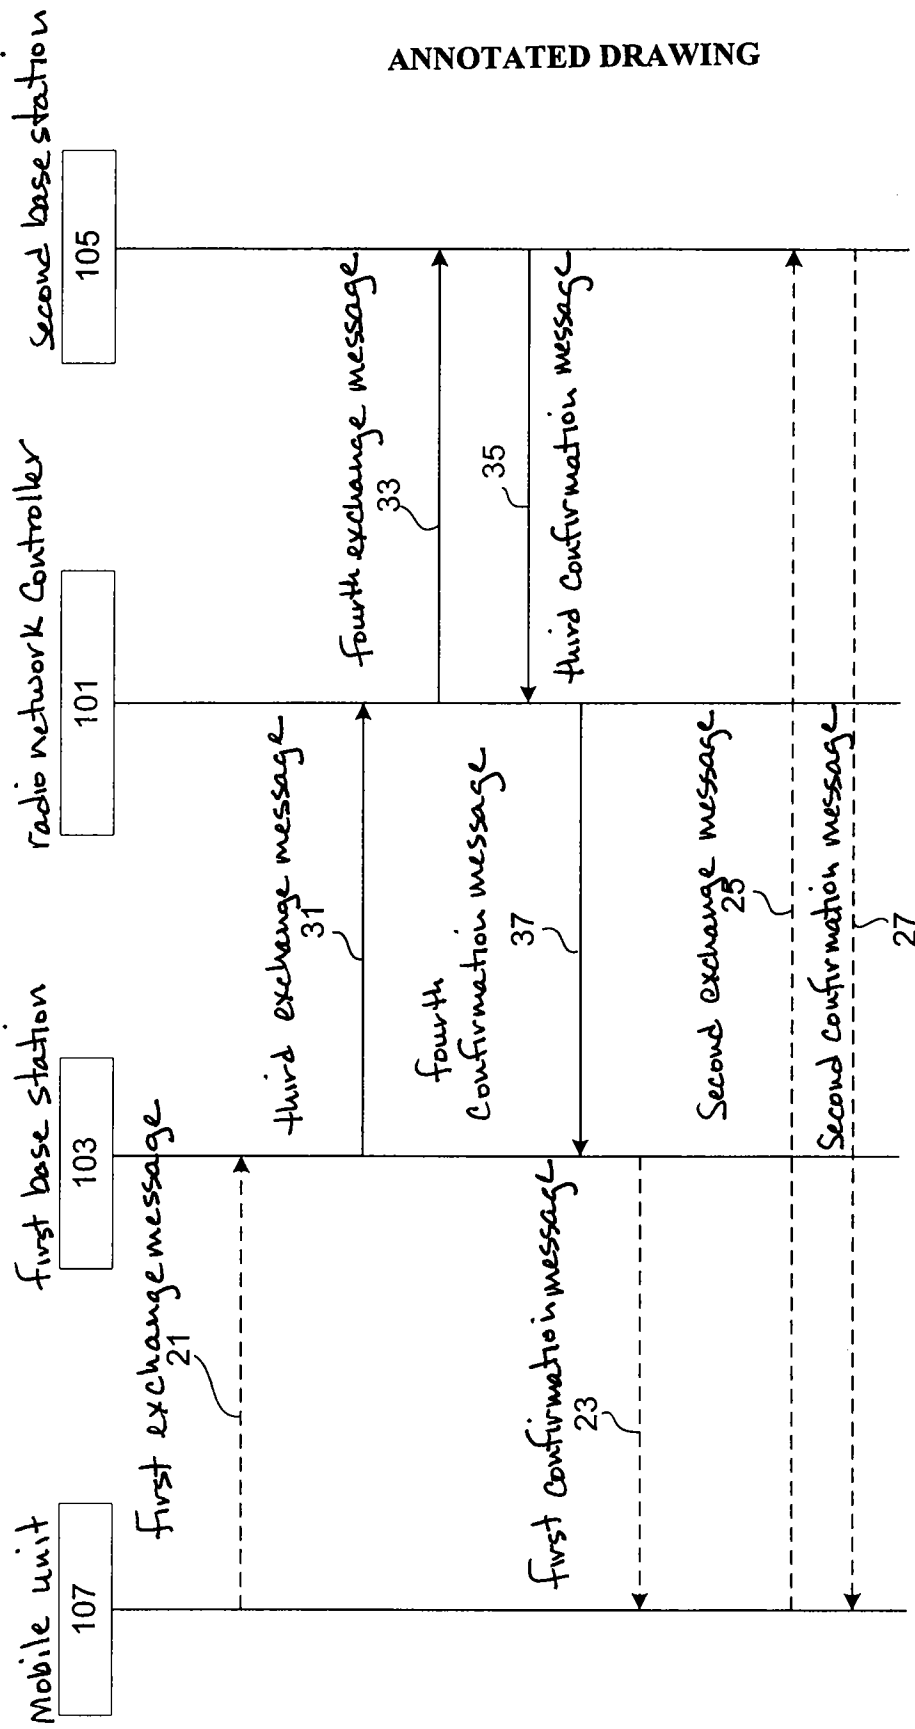 ANNOTATED DRAWING
Mobile unit
107
first base station
103
radio network controller
101
second base station
105
first exchange message
21
third exchange message
31
fourth exchange message
33
35
third confirmation message
fourth
confirmation message
37
first confirmation message
23
Second exchange message
25
Second confirmation message
27